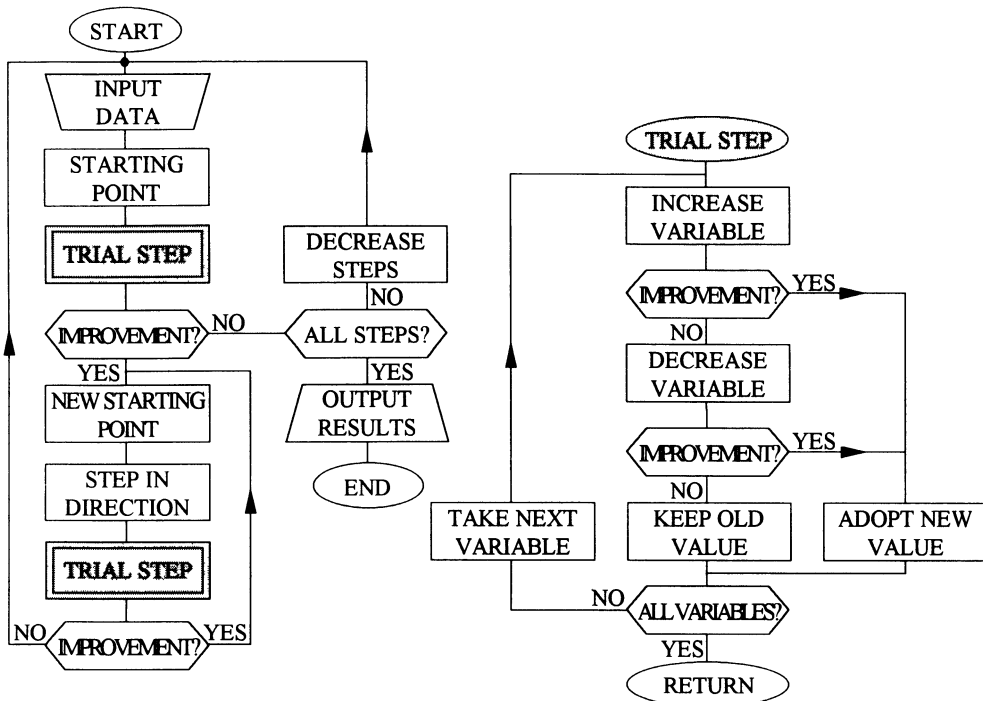 START
INPUT
DATA
STARTING
POINT
TRIAL STEP
IMPROVEMENT?
NO
YES
NEW STARTING
POINT
STEP IN
DIRECTION
TRIAL STEP
NO
IMPROVEMENT?
YES
DECREASE
STEPS
NO
ALL STEPS?
YES
OUTPUT
RESULTS
END
TRIAL STEP
INCREASE
VARIABLE
IMPROVEMENT?
YES
NO
DECREASE
VARIABLE
IMPROVEMENT?
YES
NO
TAKE NEXT
VARIABLE
KEEP OLD
VALUE
ADOPT NEW
VALUE
NO
ALL VARIABLES?
YES
RETURN